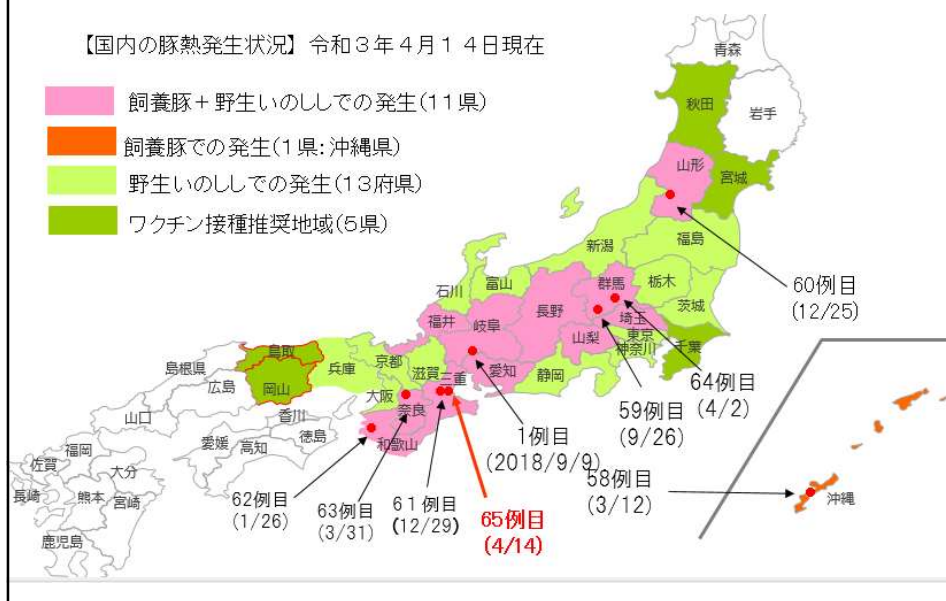 【国内の豚熱発生状況】 令和３年４月１４日現在
飼養豚＋野生いのししでの発生(１１県)
飼養豚での発生(１県：沖縄県)
野生いのししでの発生(１３府県)
ワクチン接種推奨地域(５県)
青森
秋田
岩手
山形
宮城
新潟
福島
石川
富山
群馬
栃木
長野
茨城
福井
岐阜
埼玉
山梨
東京
千葉
神奈川
鳥取
兵庫
京都
滋賀
三重
愛知
静岡
島根県
岡山
広島
大阪
奈良
山口
香川
徳島
和歌山
愛媛
高知
福岡
佐賀
大分
長崎
熊本
宮崎
鹿児島
沖縄
60例目
(12/25)
64例目
(4/2)
59例目
(9/26)
1例目
(2018/9/9)
58例目
(3/12)
62例目
(1/26)
63例目
(3/31)
６１例目
(12/29)
65例目
(4/14)